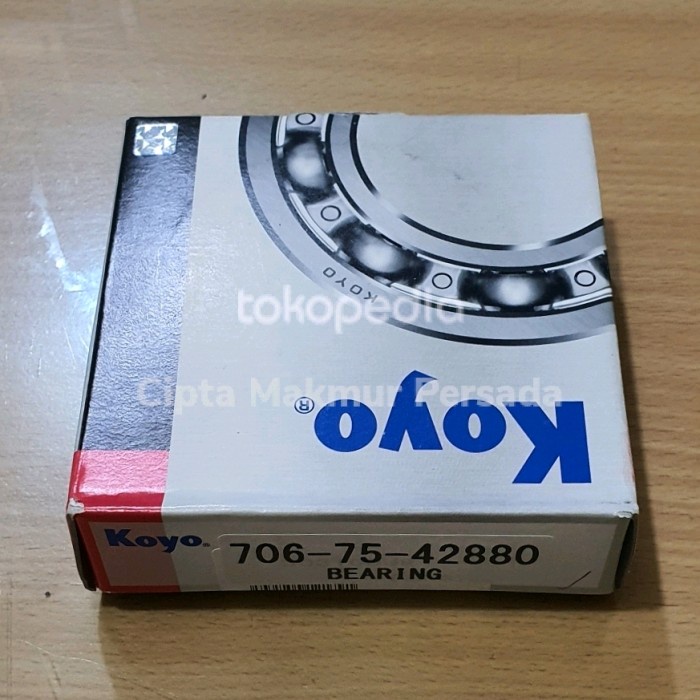 KOYO
tokopedia
Cipta Makmur Persada
Koyo®
Koyo®
706-75-42880
BEARING